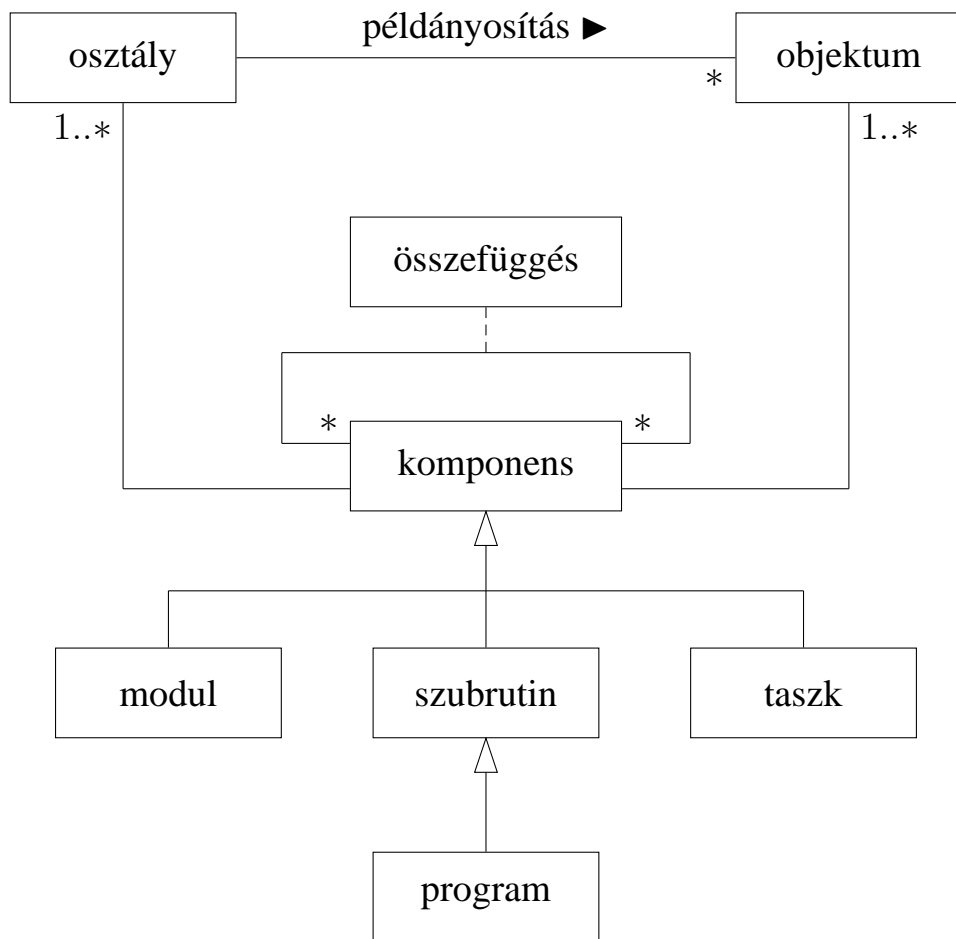 példányosítás ►
osztály
objektum
*
1..*
1..*
összefüggés
*
*
komponens
modul
szubrutin
taszk
program